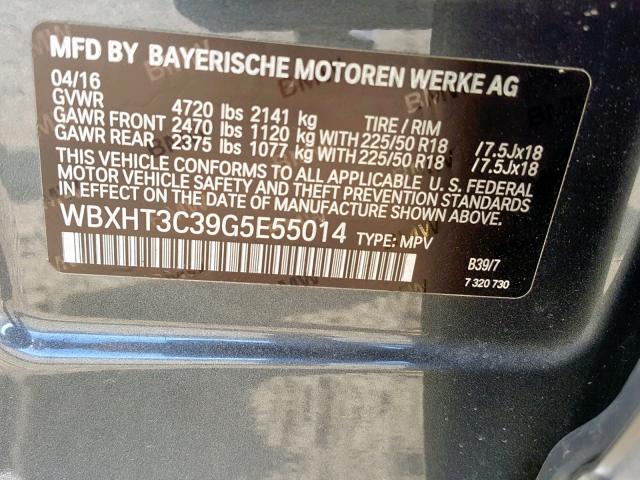 MFD BY BAYERISCHE MOTOREN WERKE AG
04/16
GVWR 4720 lbs 2141 kg TIRE / RIM
GAWR FRONT 2470 lbs 1120 kg WITH 225/50 R18 /7.5Jx18
GAWR REAR 2375 lbs 1077 kg WITH 225/50 R18 /7.5Jx18
THIS VEHICLE CONFORMS TO ALL APPLICABLE U.S. FEDERAL
MOTOR VEHICLE SAFETY AND THEFT PREVENTION STANDARDS
IN EFFECT ON THE DATE OF MANUFACTURE SHOWN ABOVE.
WBXHT3C39G5E55014 TYPE: MPV
B39/7
7 320 730